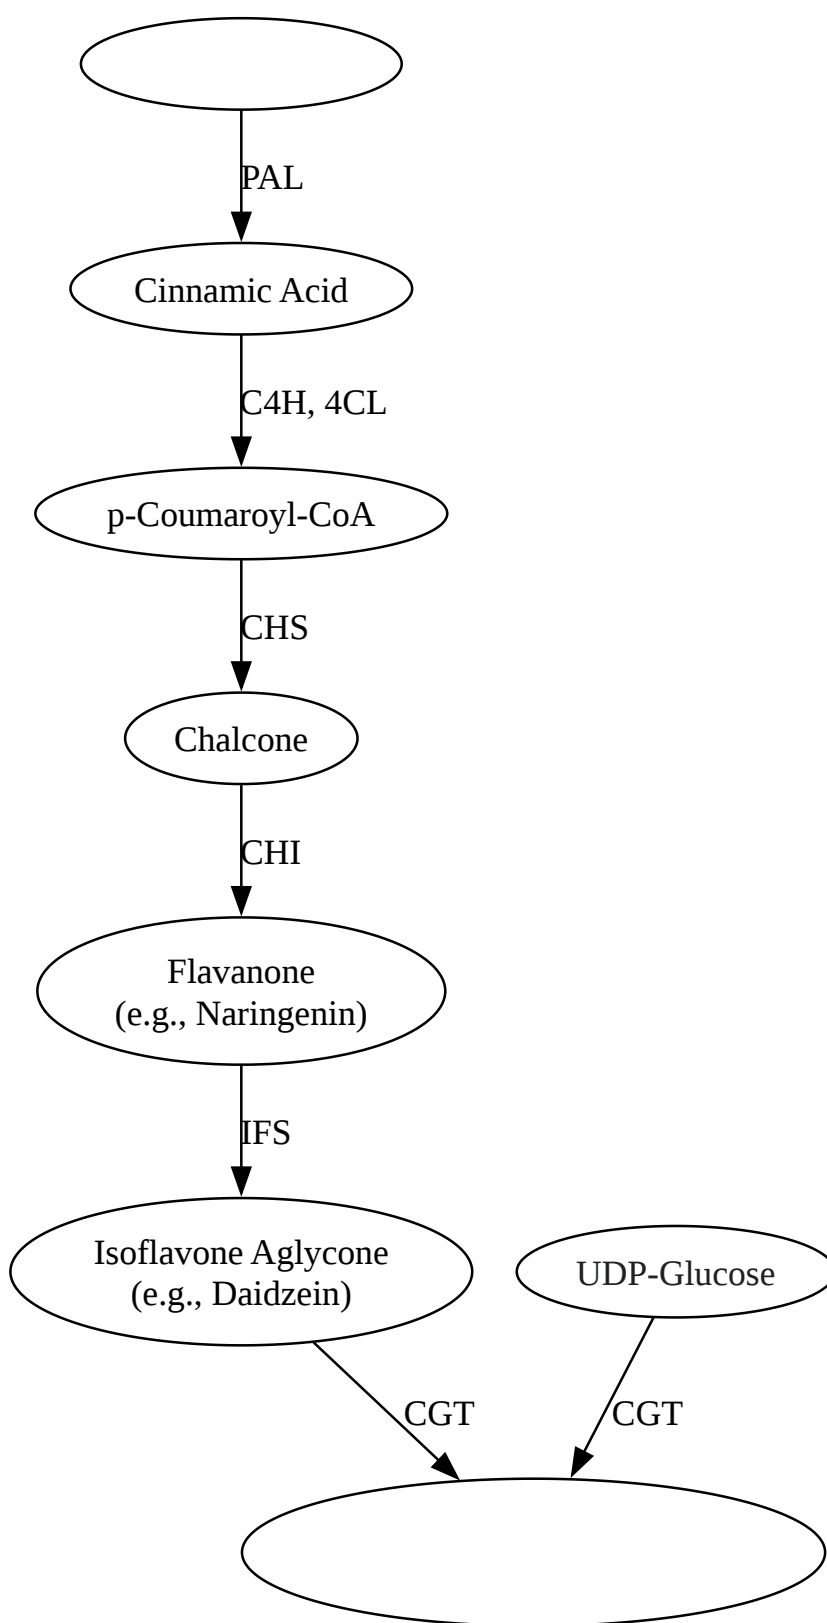 PAL
Cinnamic Acid
C4H, 4CL
p-Coumaroyl-CoA
CHS
Chalcone
CHI
Flavanone
(e.g., Naringenin)
IFS
Isoflavone Aglycone
(e.g., Daidzein)
UDP-Glucose
CGT
CGT